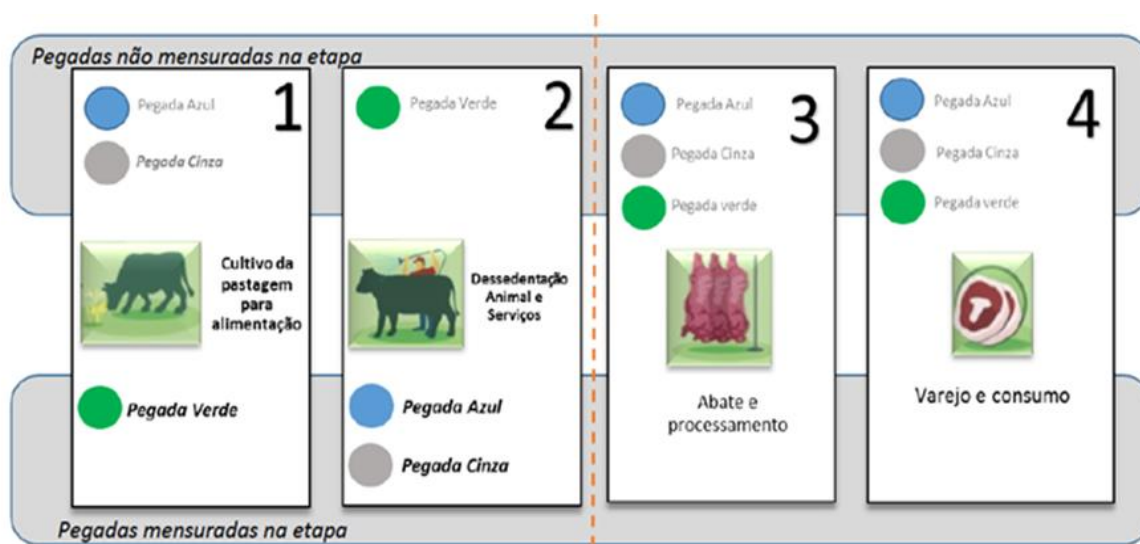 Pegadas não mensuradas na etapa
1
Pegada Azul
Pegada Cinza
Cultivo da
pastagem
para
alimentação
Pegada Verde
2
Pegada Verde
Dessedentação
Animal e
Serviços
Pegada Azul
Pegada Cinza
3
Pegada Azul
Pegada Cinza
Pegada verde
Abate e
processamento
4
Pegada Azul
Pegada Cinza
Pegada verde
Varejo e consumo
Pegadas mensuradas na etapa